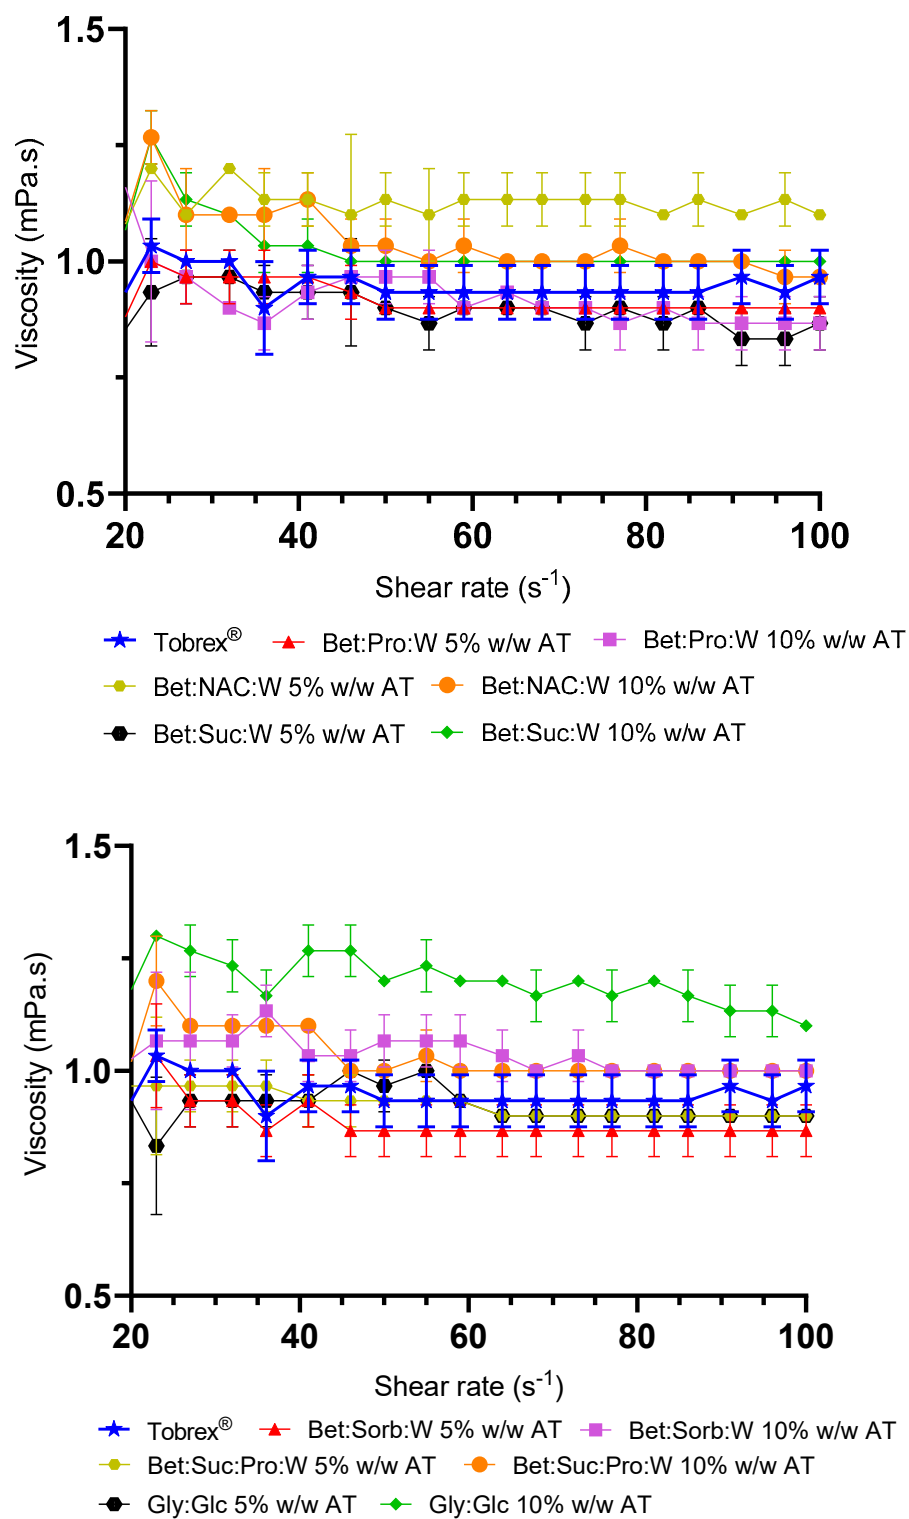 1.5
1.0
0.5
Viscosity (mPa.s)
20 40 60 80 100
Shear rate (s⁻¹)
Tobrex® Bet:Pro:W 5% w/w AT Bet:Pro:W 10% w/w AT
Bet:NAC:W 5% w/w AT Bet:NAC:W 10% w/w AT
Bet:Suc:W 5% w/w AT Bet:Suc:W 10% w/w AT
1.5
1.0
0.5
Viscosity (mPa.s)
20 40 60 80 100
Shear rate (s⁻¹)
Tobrex® Bet:Sorb:W 5% w/w AT Bet:Sorb:W 10% w/w AT
Bet:Suc:Pro:W 5% w/w AT Bet:Suc:Pro:W 10% w/w AT
Gly:Glc 5% w/w AT Gly:Glc 10% w/w AT